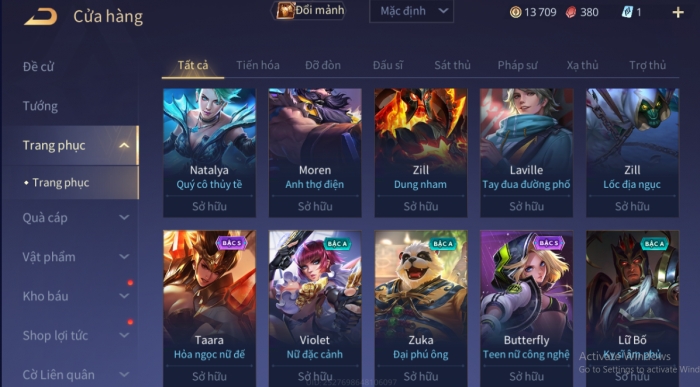 Cửa hàng
Đổi mảnh
Mặc định
13 709
380
1
Đề cử
Tướng
Trang phục
Trang phục
Quà cáp
Vật phẩm
Kho báu
Shop lợi tức
Cờ Liên quân
Tất cả
Tiến hóa
Đỡ đòn
Đấu sĩ
Sát thủ
Pháp sư
Xạ thủ
Trợ thủ
Natalya
Quý cô thủy tề
Sở hữu
Moren
Anh thợ điện
Sở hữu
Zill
Dung nham
Sở hữu
Laville
Tay đua đường phố
Sở hữu
Zill
Lốc địa ngục
Sở hữu
BẬC S
Taara
Hỏa ngọc nữ đế
Sở hữu
BẬC A
Violet
Nữ đặc cảnh
Sở hữu
BẬC A
Zuka
Đại phú ông
Sở hữu
BẬC S
Butterfly
Teen nữ công nghệ
Sở hữu
BẬC A
Lữ Bố
Sở hữu
Activate Windows
Go to Settings to activate Wind